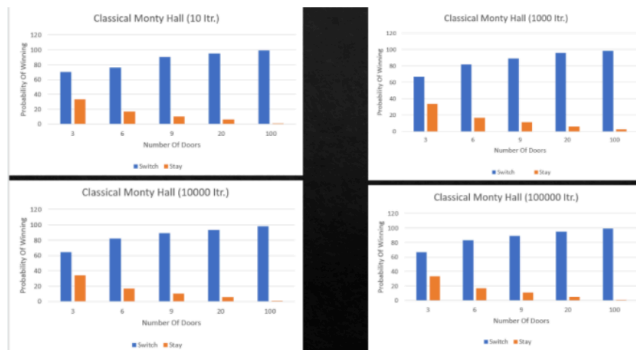 Classical Monty Hall (10 Itr.)
Probability Of Winning
120
100
80
60
40
20
0
3 6 9 20 100
Number Of Doors
Switch Stay
Classical Monty Hall (1000 Itr.)
Probability Of Winning
120
100
80
60
40
20
0
3 6 9 20 100
Number Of Doors
Switch Stay
Classical Monty Hall (10000 Itr.)
Probability of Winning
120
100
80
60
40
20
0
3 6 9 20 100
Number Of Doors
Switch Stay
Classical Monty Hall (100000 Itr.)
Probability Of Winning
120
100
80
60
40
20
0
3 6 9 20 100
Number Of Doors
Switch Stay